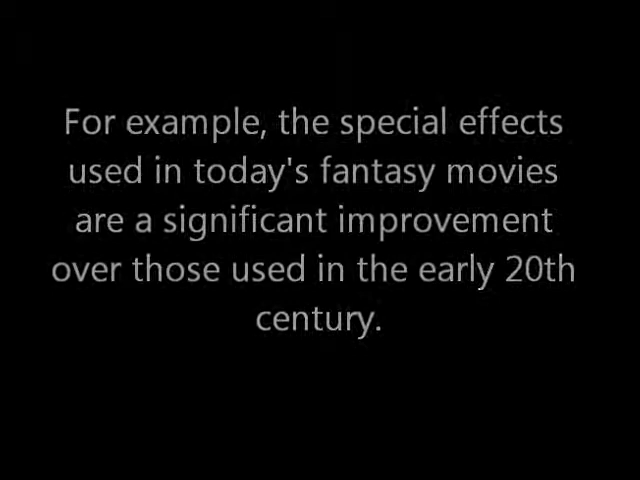 For example, the special effects
used in today's fantasy movies
are a significant improvement
over those used in the early 20th
century.